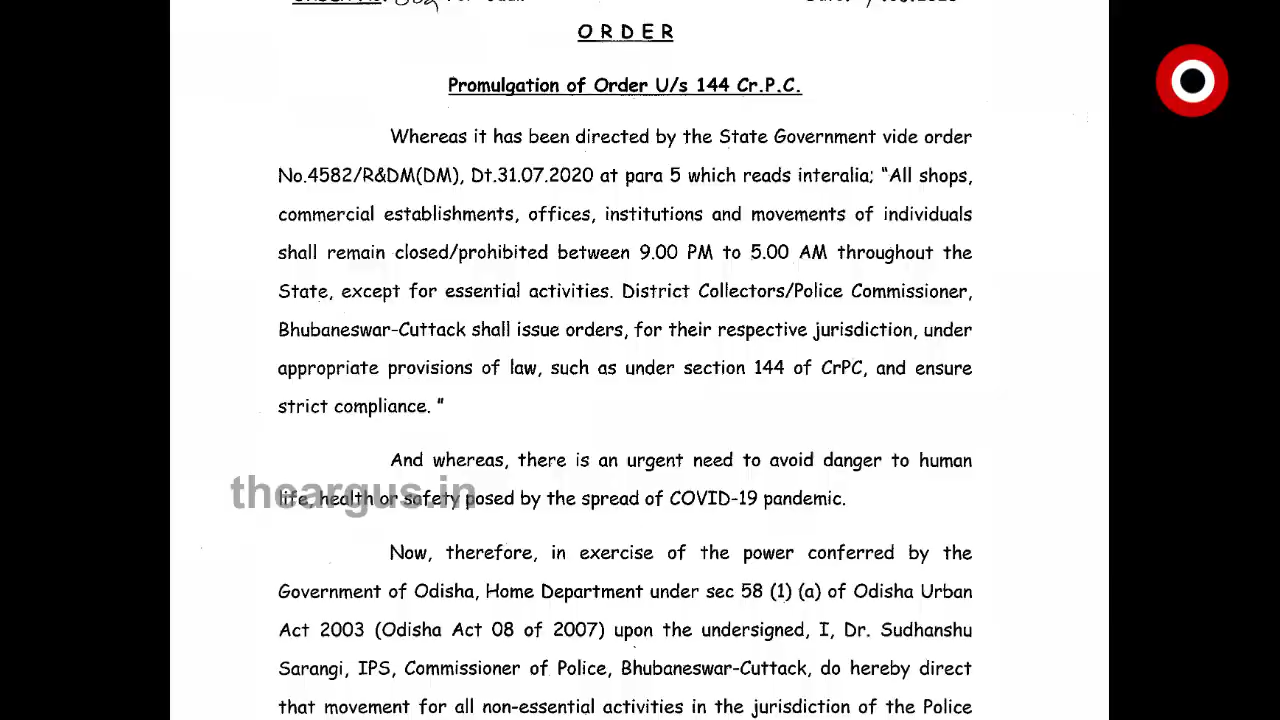 O R D E R
Promulgation of Order U/s 144 Cr.P.C.
Whereas it has been directed by the State Government vide order
No.4582/R&DM(DM), Dt.31.07.2020 at para 5 which reads interalia; "All shops,
commercial establishments, offices, institutions and movements of individuals
shall remain closed/prohibited between 9.00 PM to 5.00 AM throughout the
State, except for essential activities. District Collectors/Police Commissioner,
Bhubaneswar-Cuttack shall issue orders, for their respective jurisdiction, under
appropriate provisions of law, such as under section 144 of CrPC, and ensure
strict compliance. "
And whereas, there is an urgent need to avoid danger to human
life, health or safety posed by the spread of COVID-19 pandemic.
theargus.in
Now, therefore, in exercise of the power conferred by the
Government of Odisha, Home Department under sec 58 (1) (a) of Odisha Urban
Act 2003 (Odisha Act 08 of 2007) upon the undersigned, I, Dr. Sudhanshu
Sarangi, IPS, Commissioner of Police, Bhubaneswar-Cuttack, do hereby direct
that movement for all non-essential activities in the jurisdiction of the Police